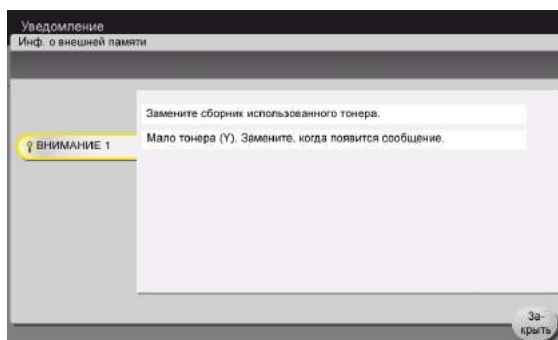 Уведомление
Инф. о внешней памяти
Замените сборник использованного тонера.
ВНИМАНИЕ 1
Мало тонера (Y). Замените, когда появится сообщение.
За-
крыть